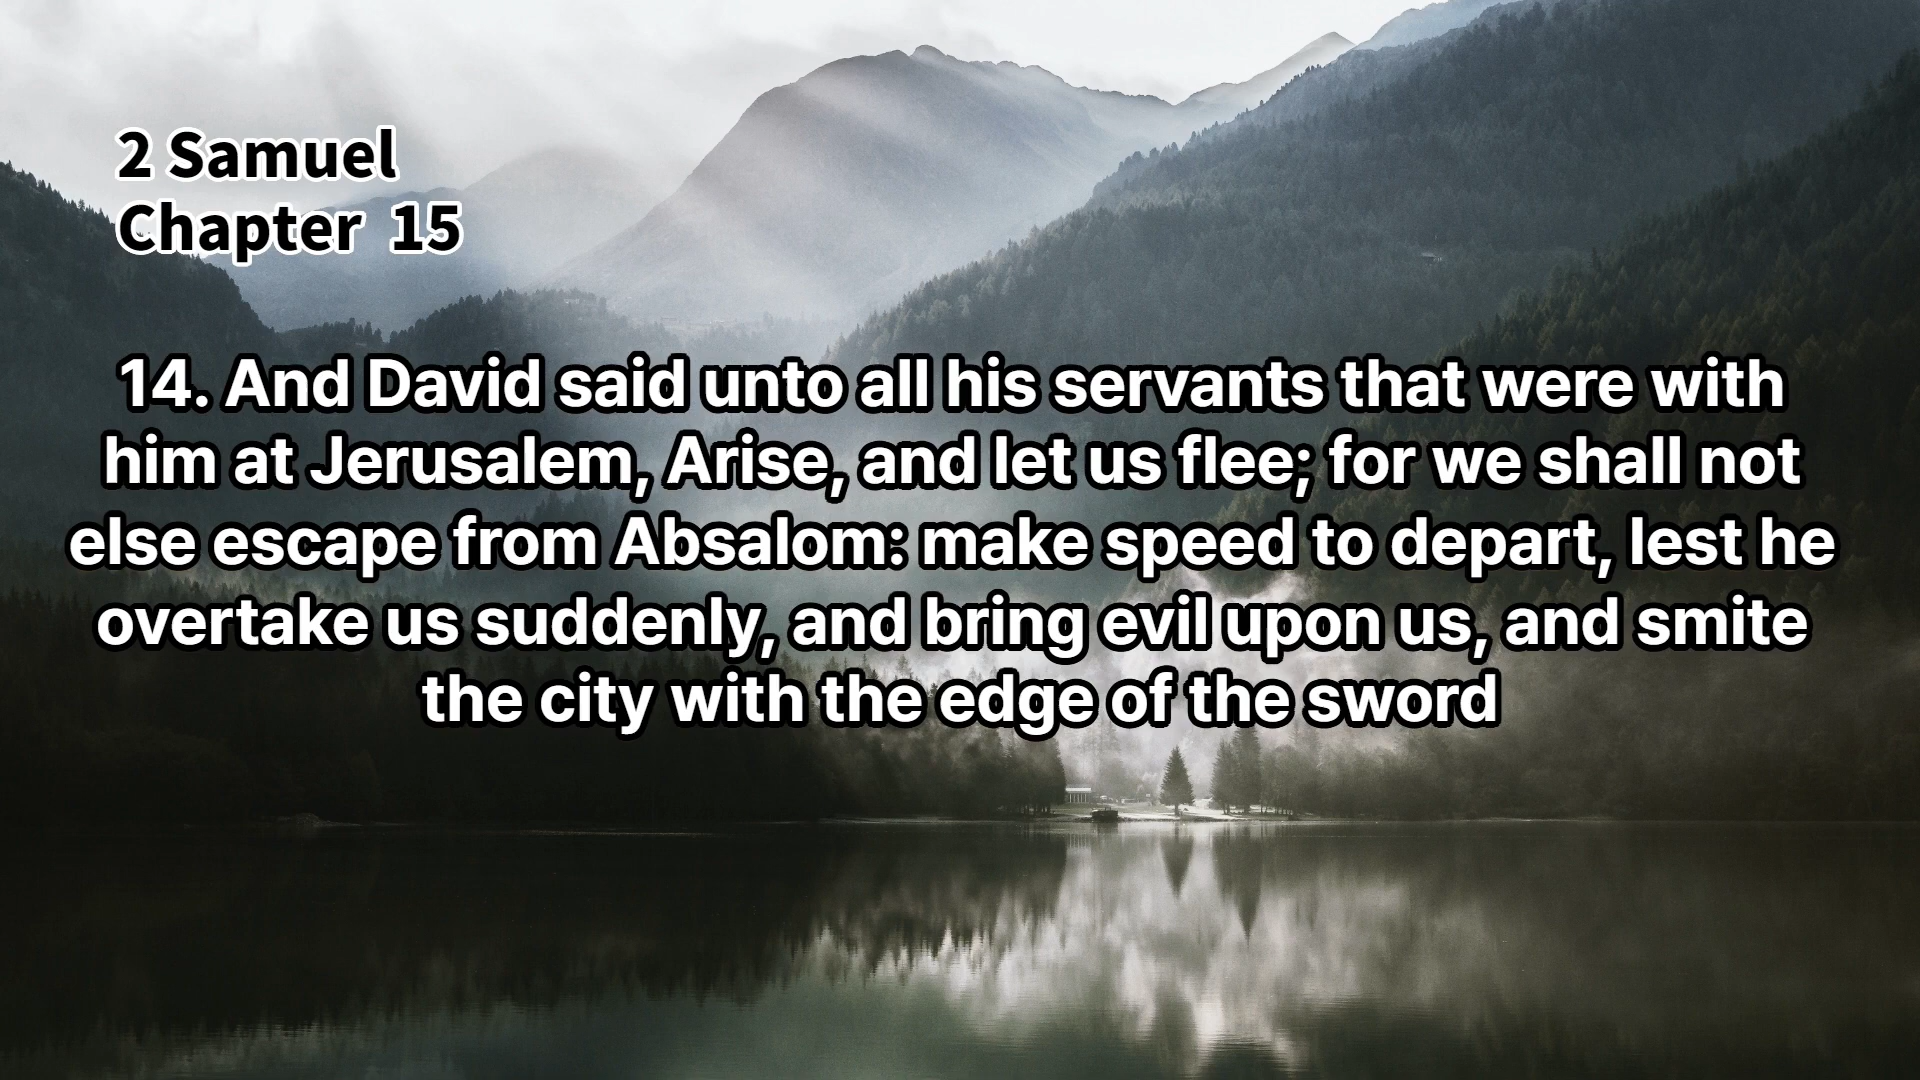 2 Samuel
Chapter 15
14. And David said unto all his servants that were with
him at Jerusalem, Arise, and let us flee; for we shall not
else escape from Absalom: make speed to depart, lest he
overtake us suddenly, and bring evil upon us, and smite
the city with the edge of the sword